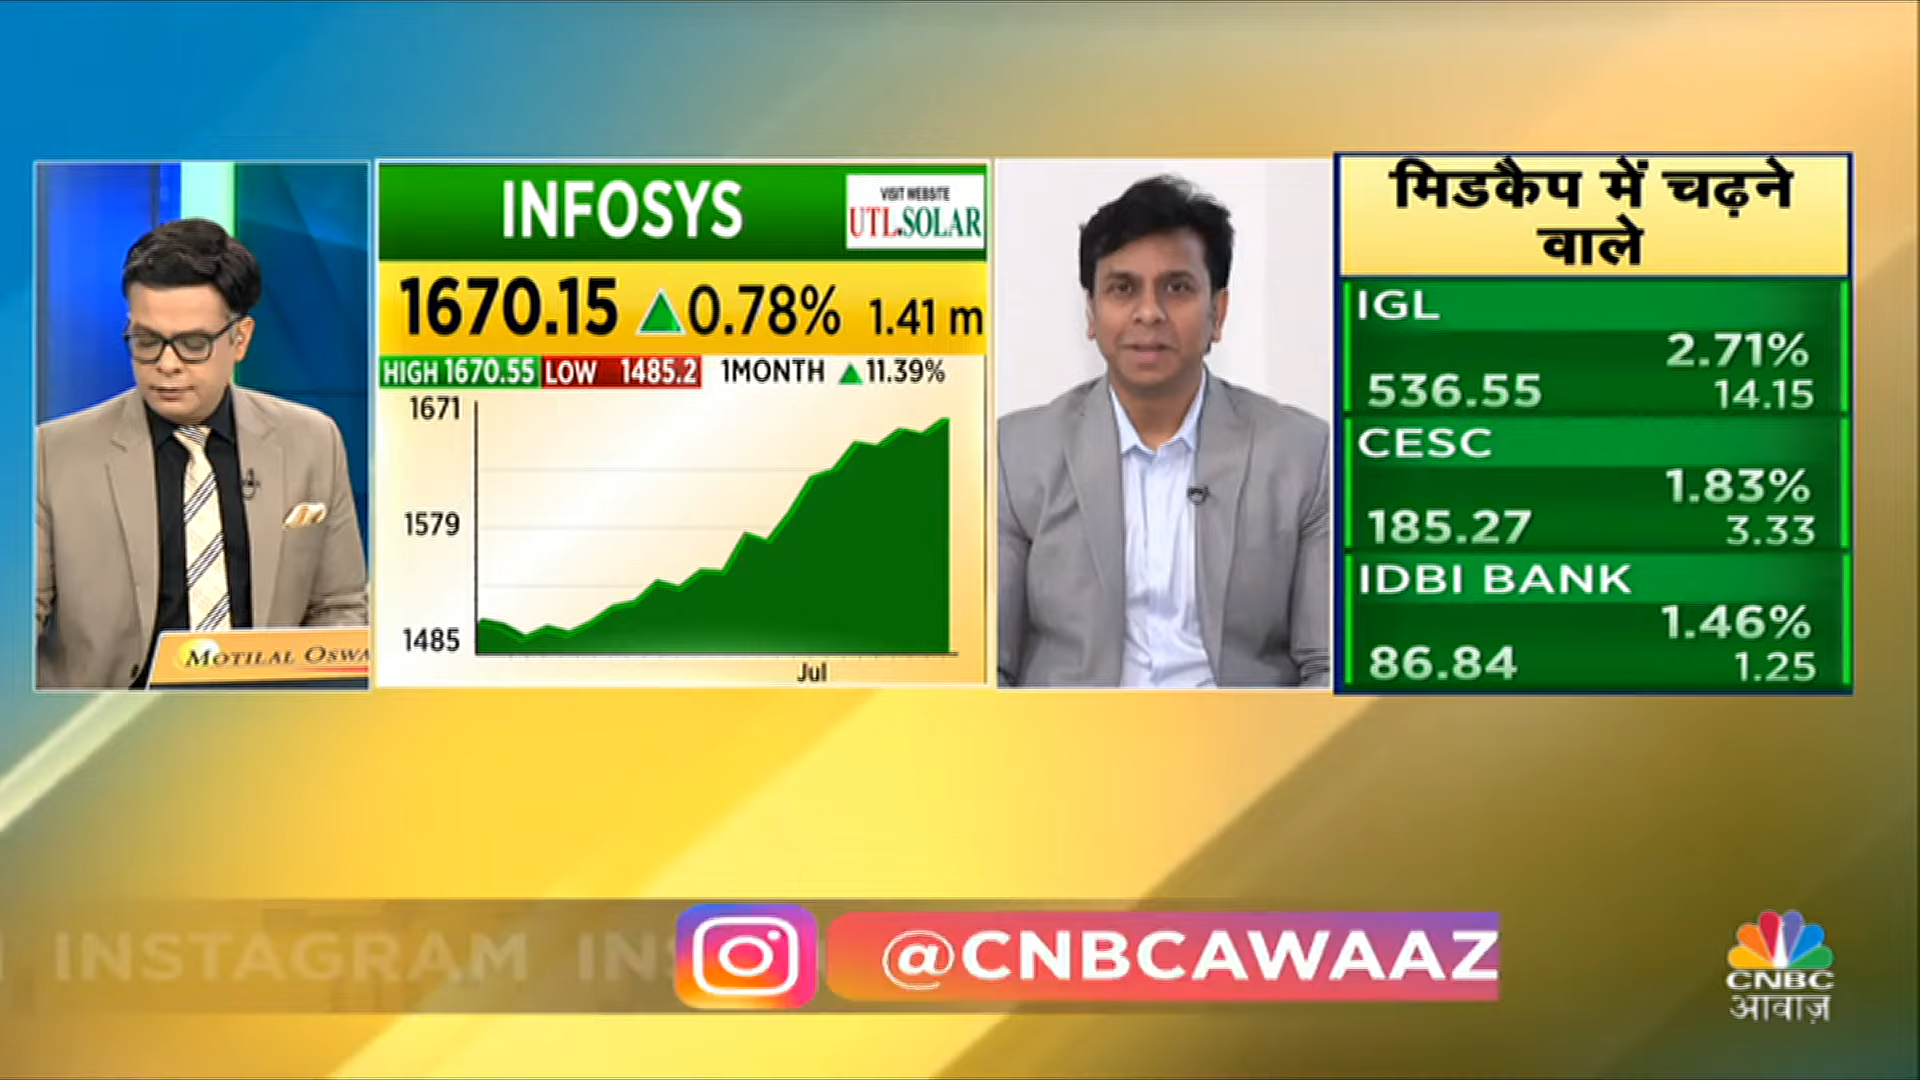 INFOSYS
VISIT WEBSITE
UTL SOLAR
1670.15 ▲0.78% 1.41 m
HIGH 1670.55 LOW 1485.2 1MONTH ▲11.39%
1671
1579
1485
Jul
MOTILAL OSWA
मिडकैप में चढ़ने
वाले
IGL
2.71%
536.55 14.15
CESC
1.83%
185.27 3.33
IDBI BANK
1.46%
86.84 1.25
INSTAGRAM INS
@CNBCAWAAZ
CNBC
आवाज़